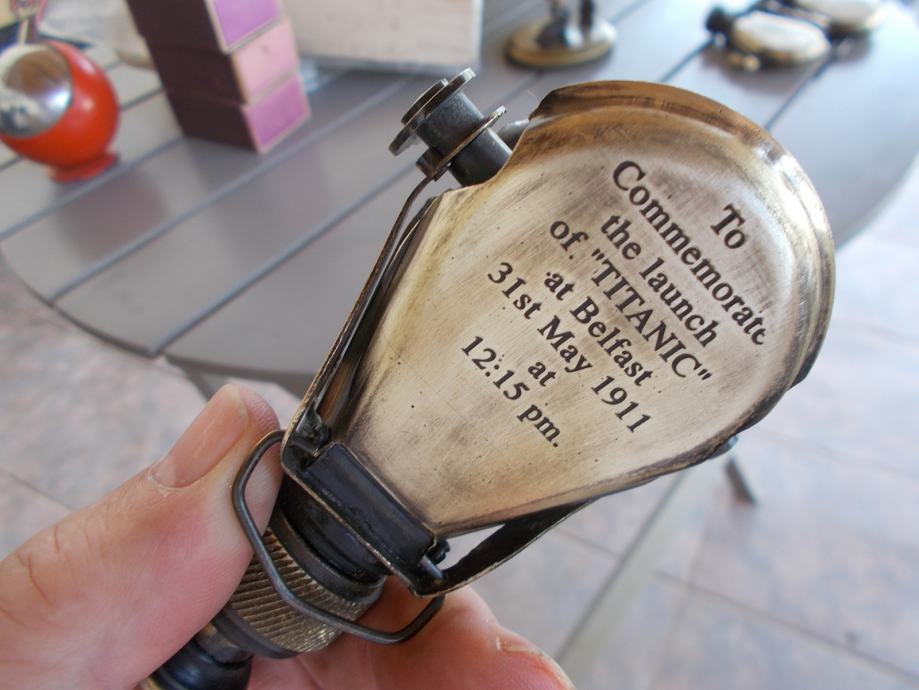 To
Commemorate
the launch
of "TITANIC"
at Belfast
31st May 1911
at
12:15 pm.